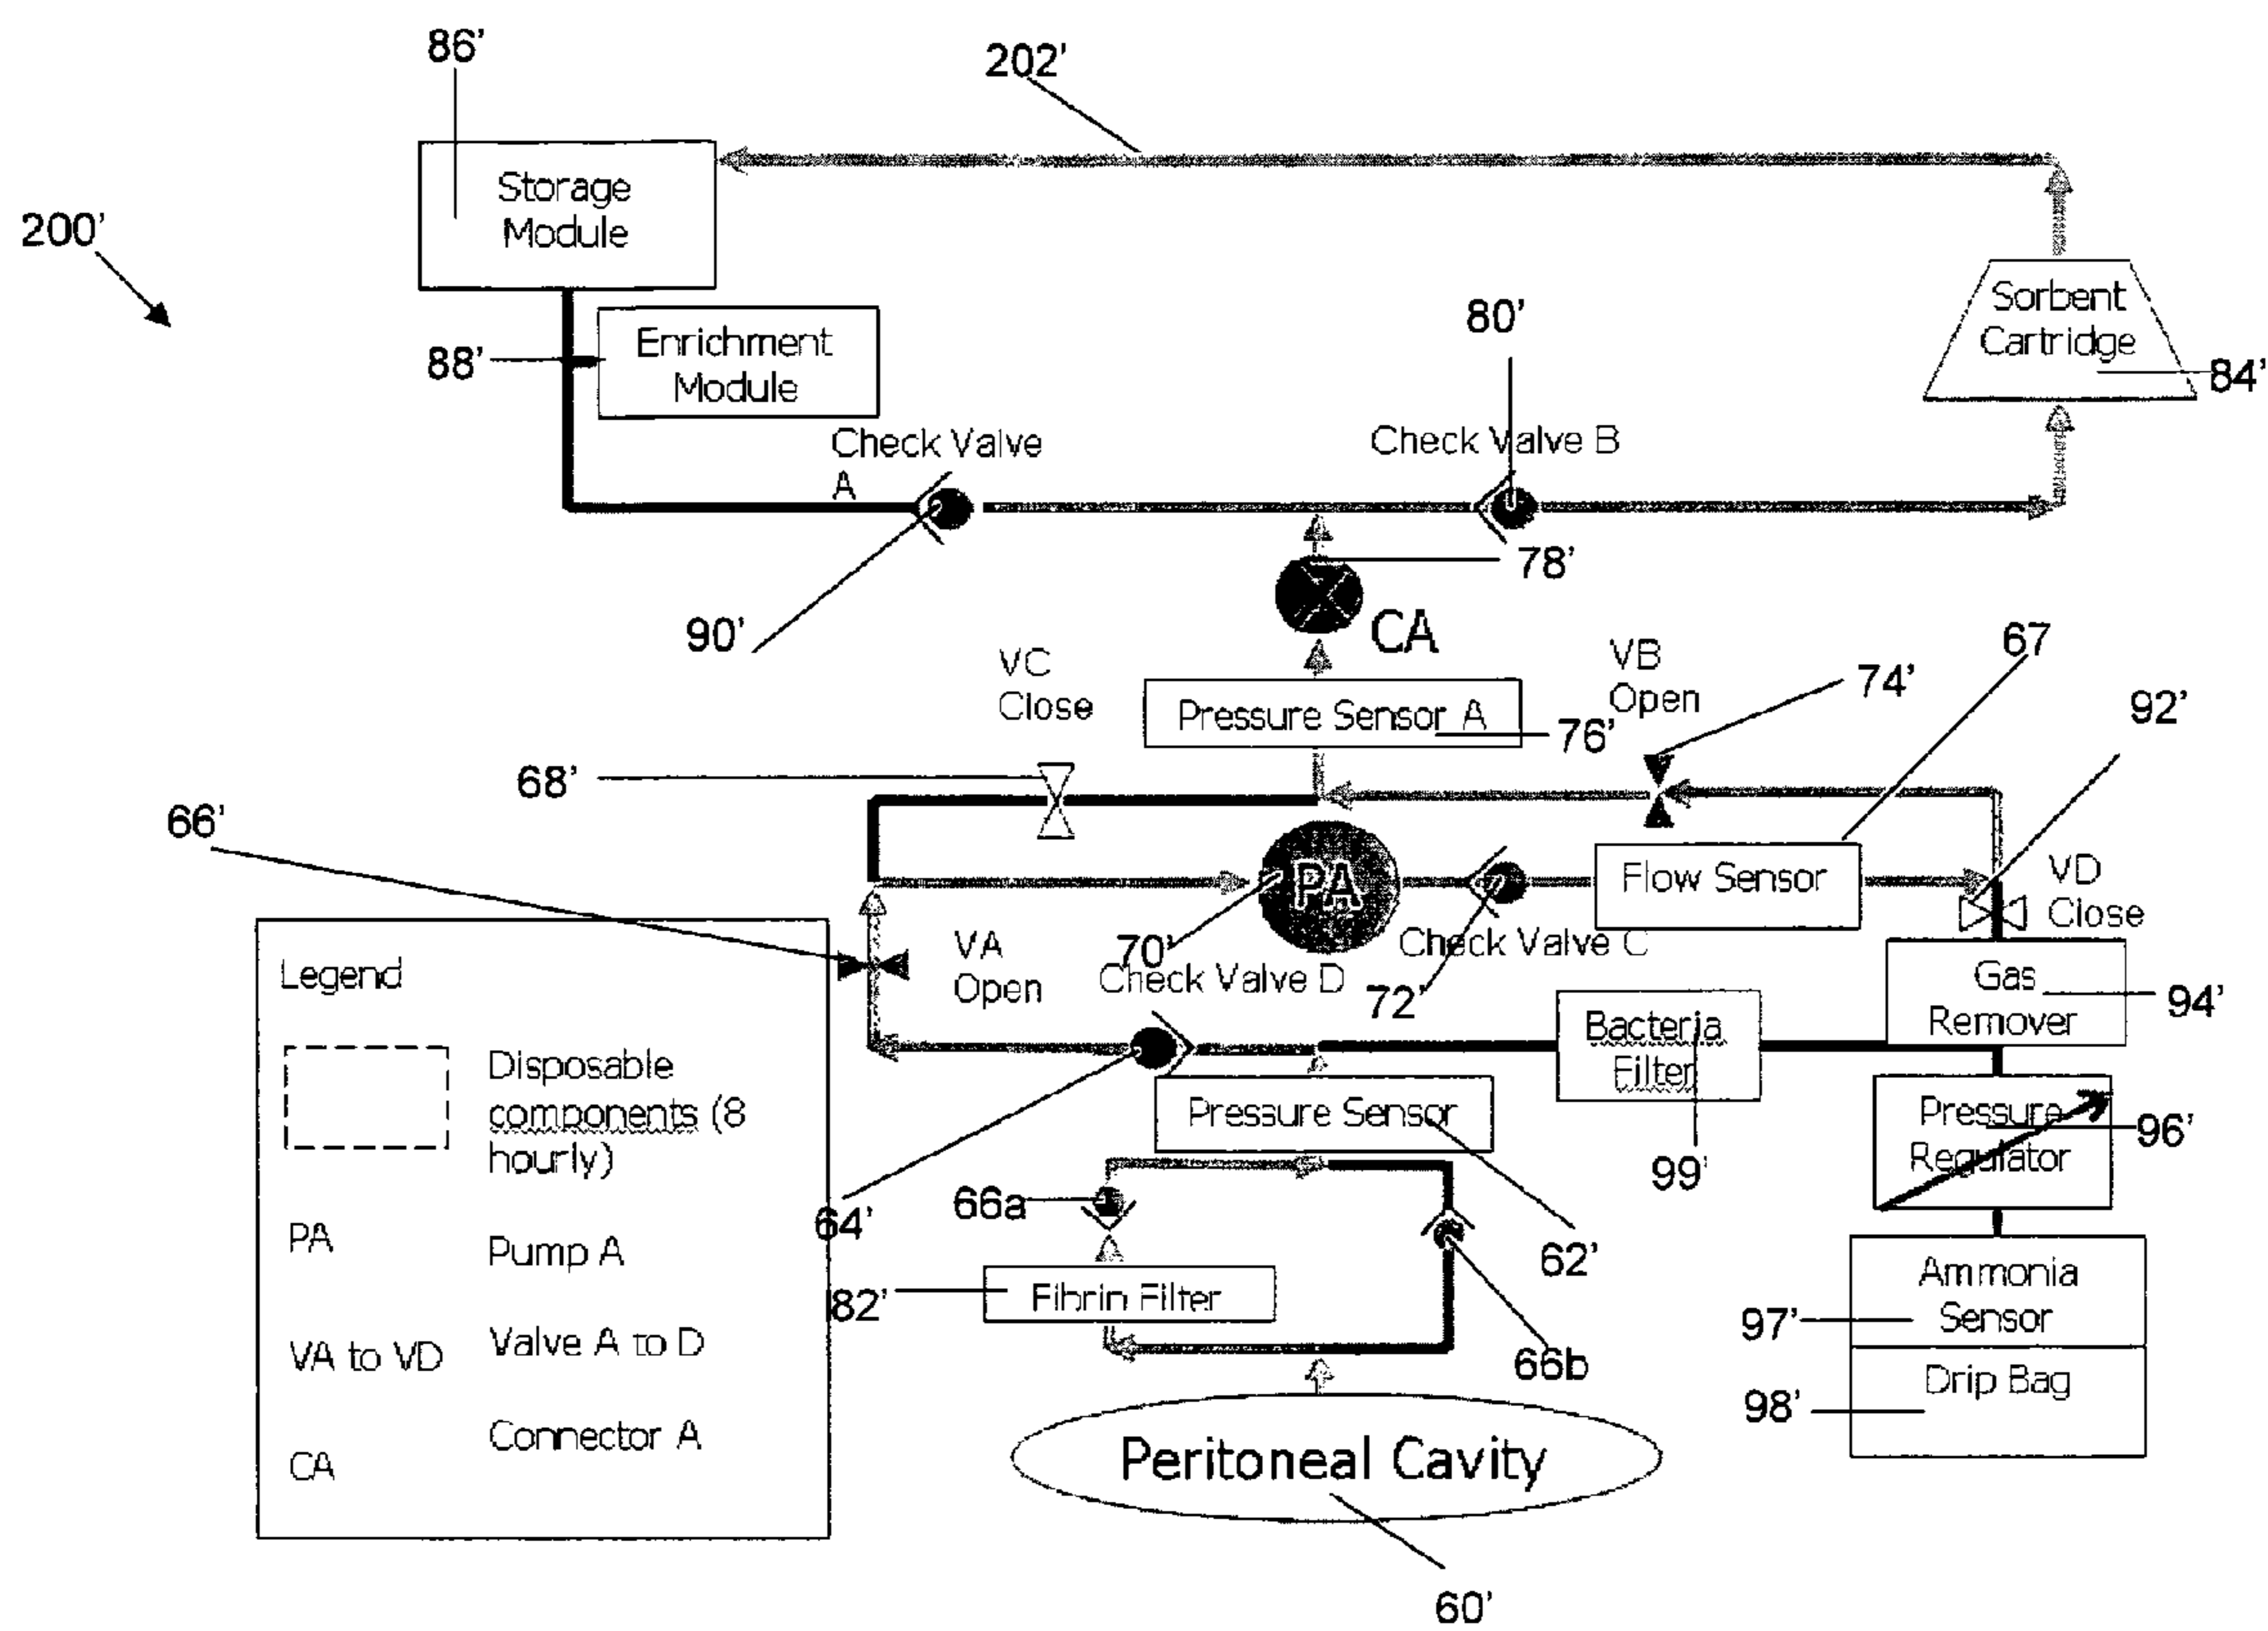 86'
202'
Storage
Module
200'
Sorbent
Cartridge
84'
80'
Enrichment
Module
88'
Check Valve
A
Check Valve B
78'
90'
CA
67
VC
Close
VB
Open
74'
92'
Pressure Sensor A
76'
68'
66'
PA
Flow Sensor
VD
Close
70'
Check Valve C
VA
Open
Check Valve D
72'
Gas
Remover
94'
Bacteria
Filter
Pressure Sensor
Pressure
Regulator
96'
99'
66a
64'
62'
Fibrin Filter
82'
66b
Ammonia
Sensor
97'
Drip Bag
98'
Peritoneal Cavity
60'
Legend
Disposable
components (8
hourly)
PA
Pump A
VA to VD
Valve A to D
CA
Connector A